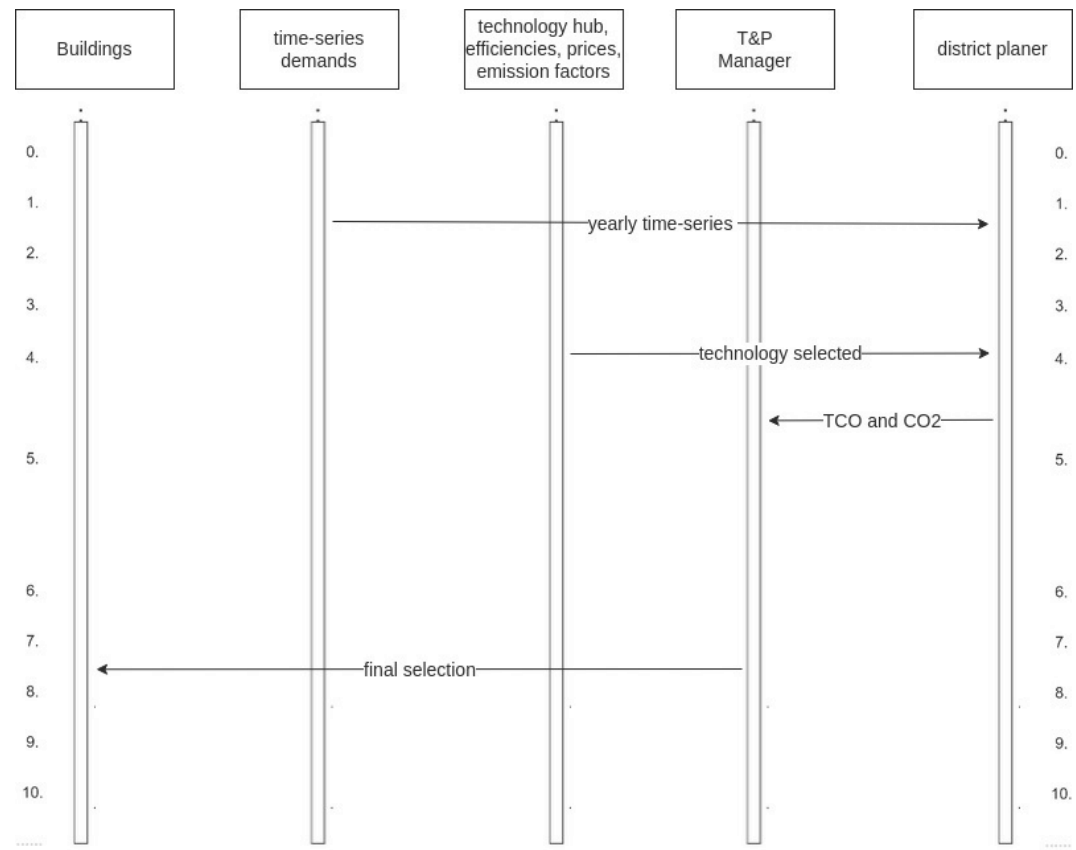 Buildings
time-series
demands
technology hub,
efficiencies, prices,
emission factors
T&P
Manager
district planer
0. 0.
1. 1.
yearly time-series
2. 2.
3. 3.
technology selected
4. 4.
TCO and CO2
5. 5.
6. 6.
7. 7.
final selection
8. 8.
9. 9.
10. 10.
...... ......